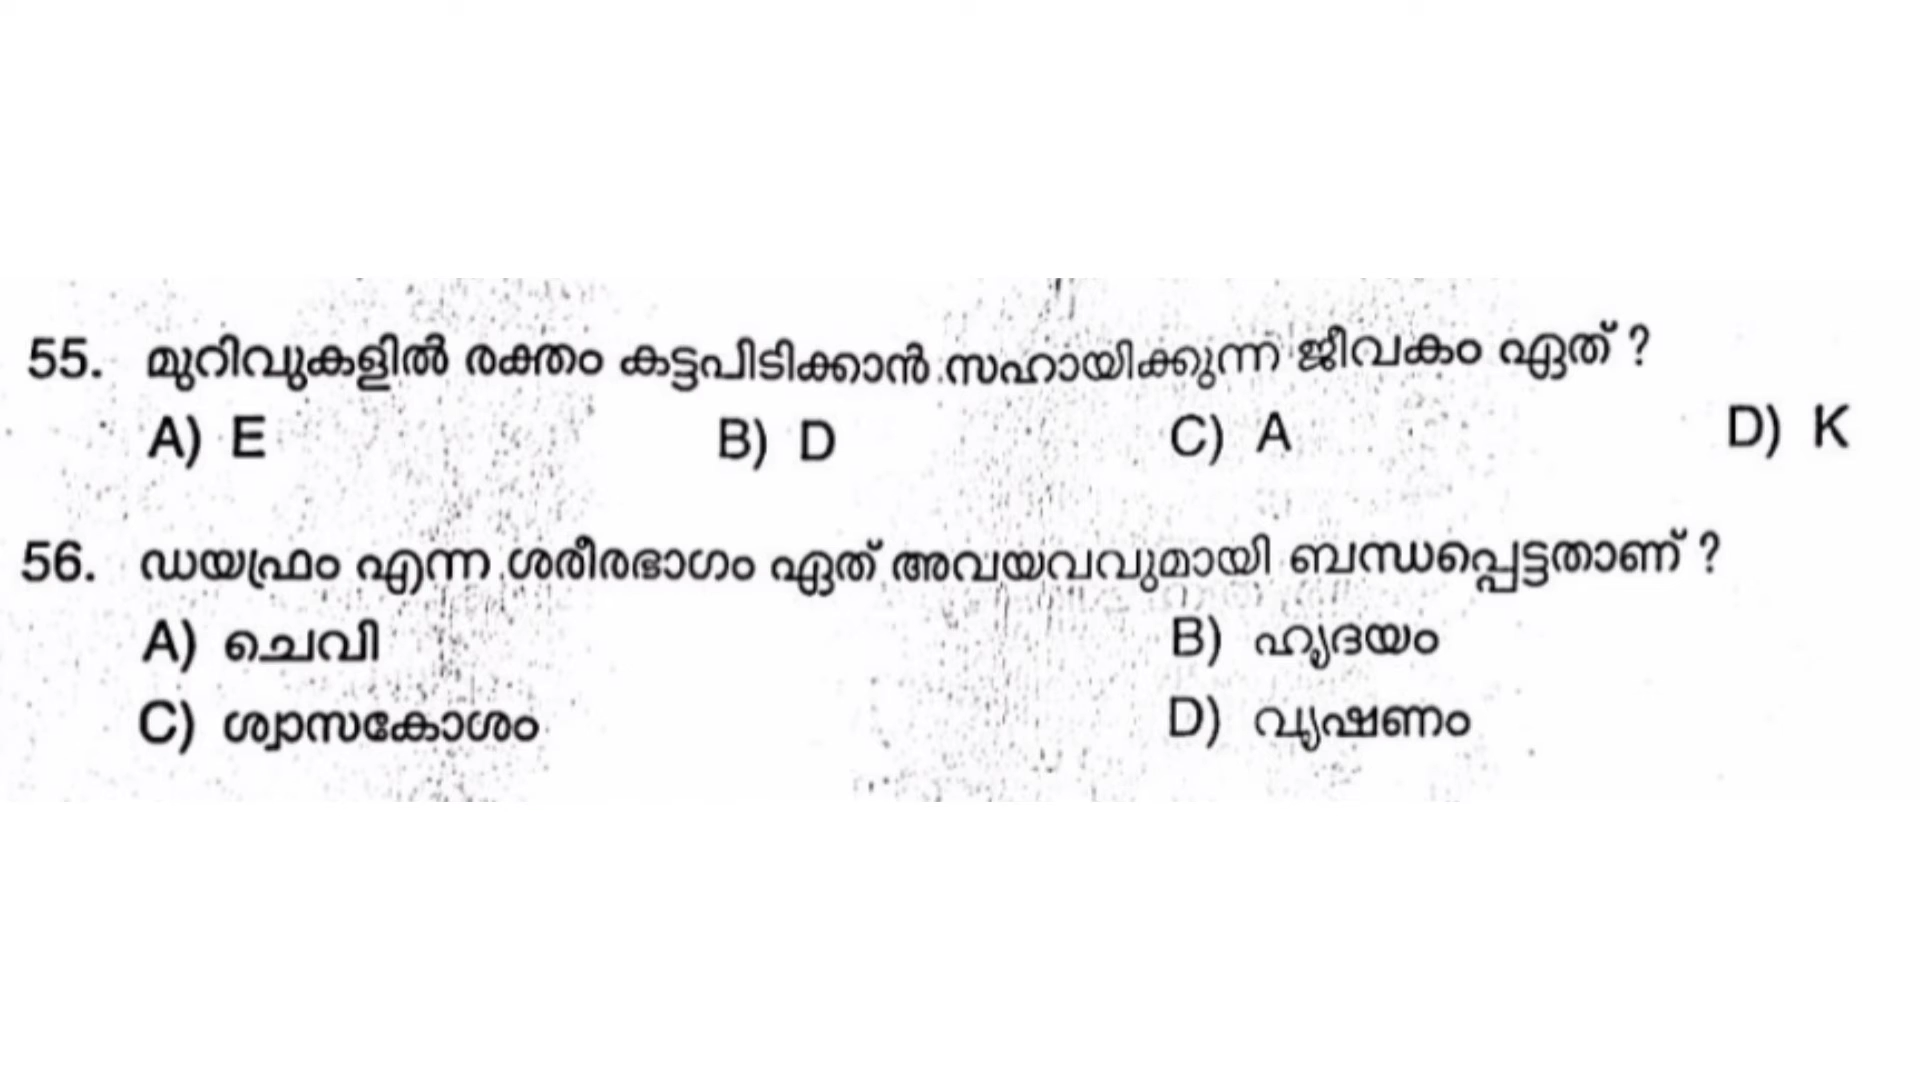 55. മുറിവുകളിൽ രക്തം കട്ടപിടിക്കാൻ സഹായിക്കുന്ന ജീവകം ഏത് ?
A) E B) D C) A D) K
56. ഡയഫ്രം എന്ന ശരീരഭാഗം ഏത് അവയവവുമായി ബന്ധപ്പെട്ടതാണ് ?
A) ചെവി B) ഹൃദയം
C) ശ്വാസകോശം D) വൃഷണം